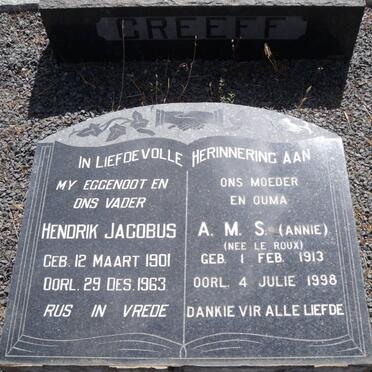 GREEFF
IN LIEFDEVOLLE HERINNERING AAN
MY EGGENOOT EN
ONS VADER
HENDRIK JACOBUS
GEB. 12 MAART 1901
OORL. 29 DES. 1963
RUS IN VREDE
ONS MOEDER
EN OUMA
A. M. S. (ANNIE)
(NEE LE ROUX)
GEB. 1 FEB. 1913
OORL. 4 JULIE 1998
DANKIE VIR ALLE LIEFDE